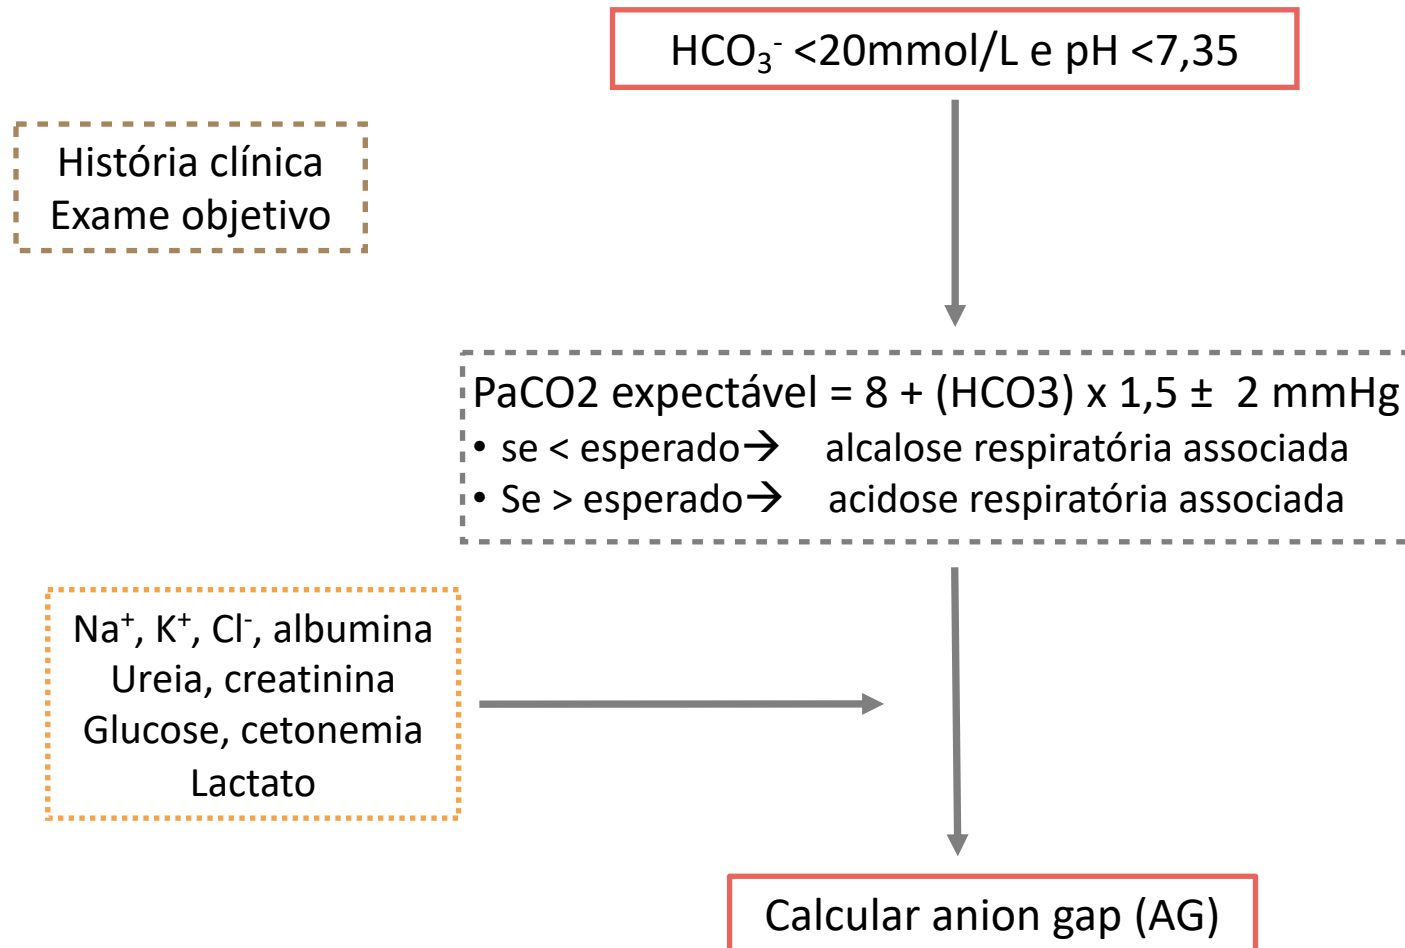 HCO₃⁻ <20mmol/L e pH <7,35
História clínica
Exame objetivo
PaCO2 expectável = 8 + (HCO3) x 1,5 ± 2 mmHg
• se < esperado→ alcalose respiratória associada
• Se > esperado→ acidose respiratória associada
Na⁺, K⁺, Cl⁻, albumina
Ureia, creatinina
Glucose, cetonemia
Lactato
Calcular anion gap (AG)